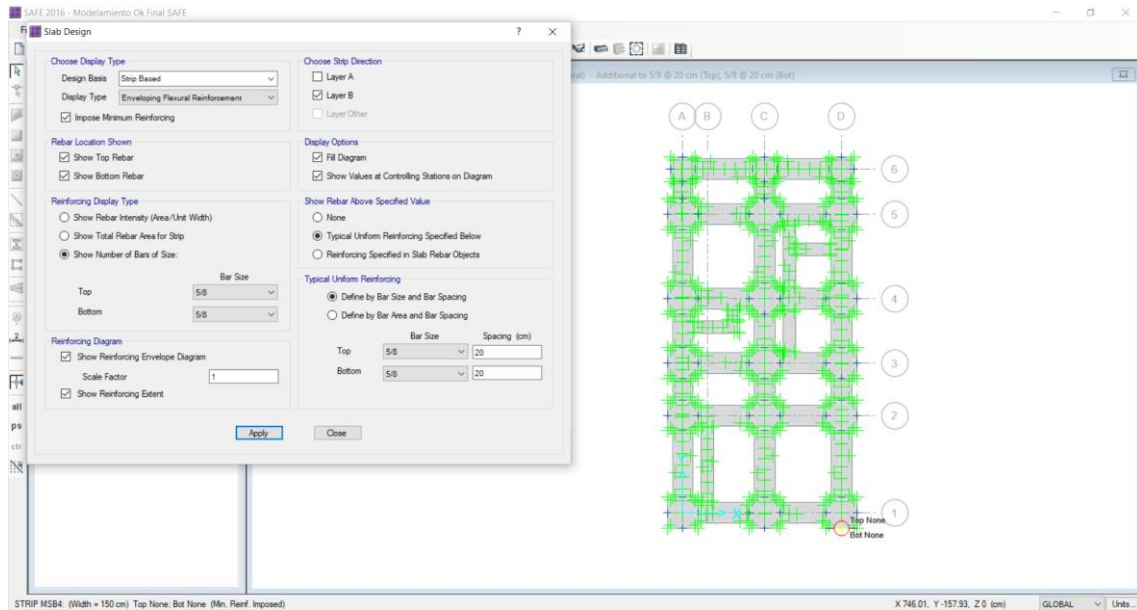 SAFE 2016 - Modelamiento Ok Final SAFE
Slab Design
?
eal) - Additional to 5/8 @ 20 cm (Top), 5/8 @ 20 cm (Bot)
Choose Display Type
Design Basis Strip Based
Display Type Enveloping Flexural Reinforcement
Impose Minimum Reinforcing
Choose Strip Direction
Layer A
Layer B
Layer Other
Rebar Location Shown
Show Top Rebar
Show Bottom Rebar
Display Options
Fill Diagram
Show Values at Controlling Stations on Diagram
Reinforcing Display Type
Show Rebar Intensity (Area/Unit Width)
Show Total Rebar Area for Strip
Show Number of Bars of Size:
Bar Size
Top 5/8
Bottom 5/8
Show Rebar Above Specified Value
None
Typical Uniform Reinforcing Specified Below
Reinforcing Specified in Slab Rebar Objects
Typical Uniform Reinforcing
Define by Bar Size and Bar Spacing
Define by Bar Area and Bar Spacing
Bar Size Spacing (cm)
Top 5/8 20
Bottom 5/8 20
Reinforcing Diagram
Show Reinforcing Envelope Diagram
Scale Factor 1
Show Reinforcing Extent
Apply Close
all
ps
clr
A B C D
6
5
4
3
2
1
Y
X
Top None
Bot None
STRIP MSB4: (Width = 150 cm) Top None; Bot None (Min. Reinf. Imposed)
X 746.01, Y -157.93, Z 0 (cm) GLOBAL Units...